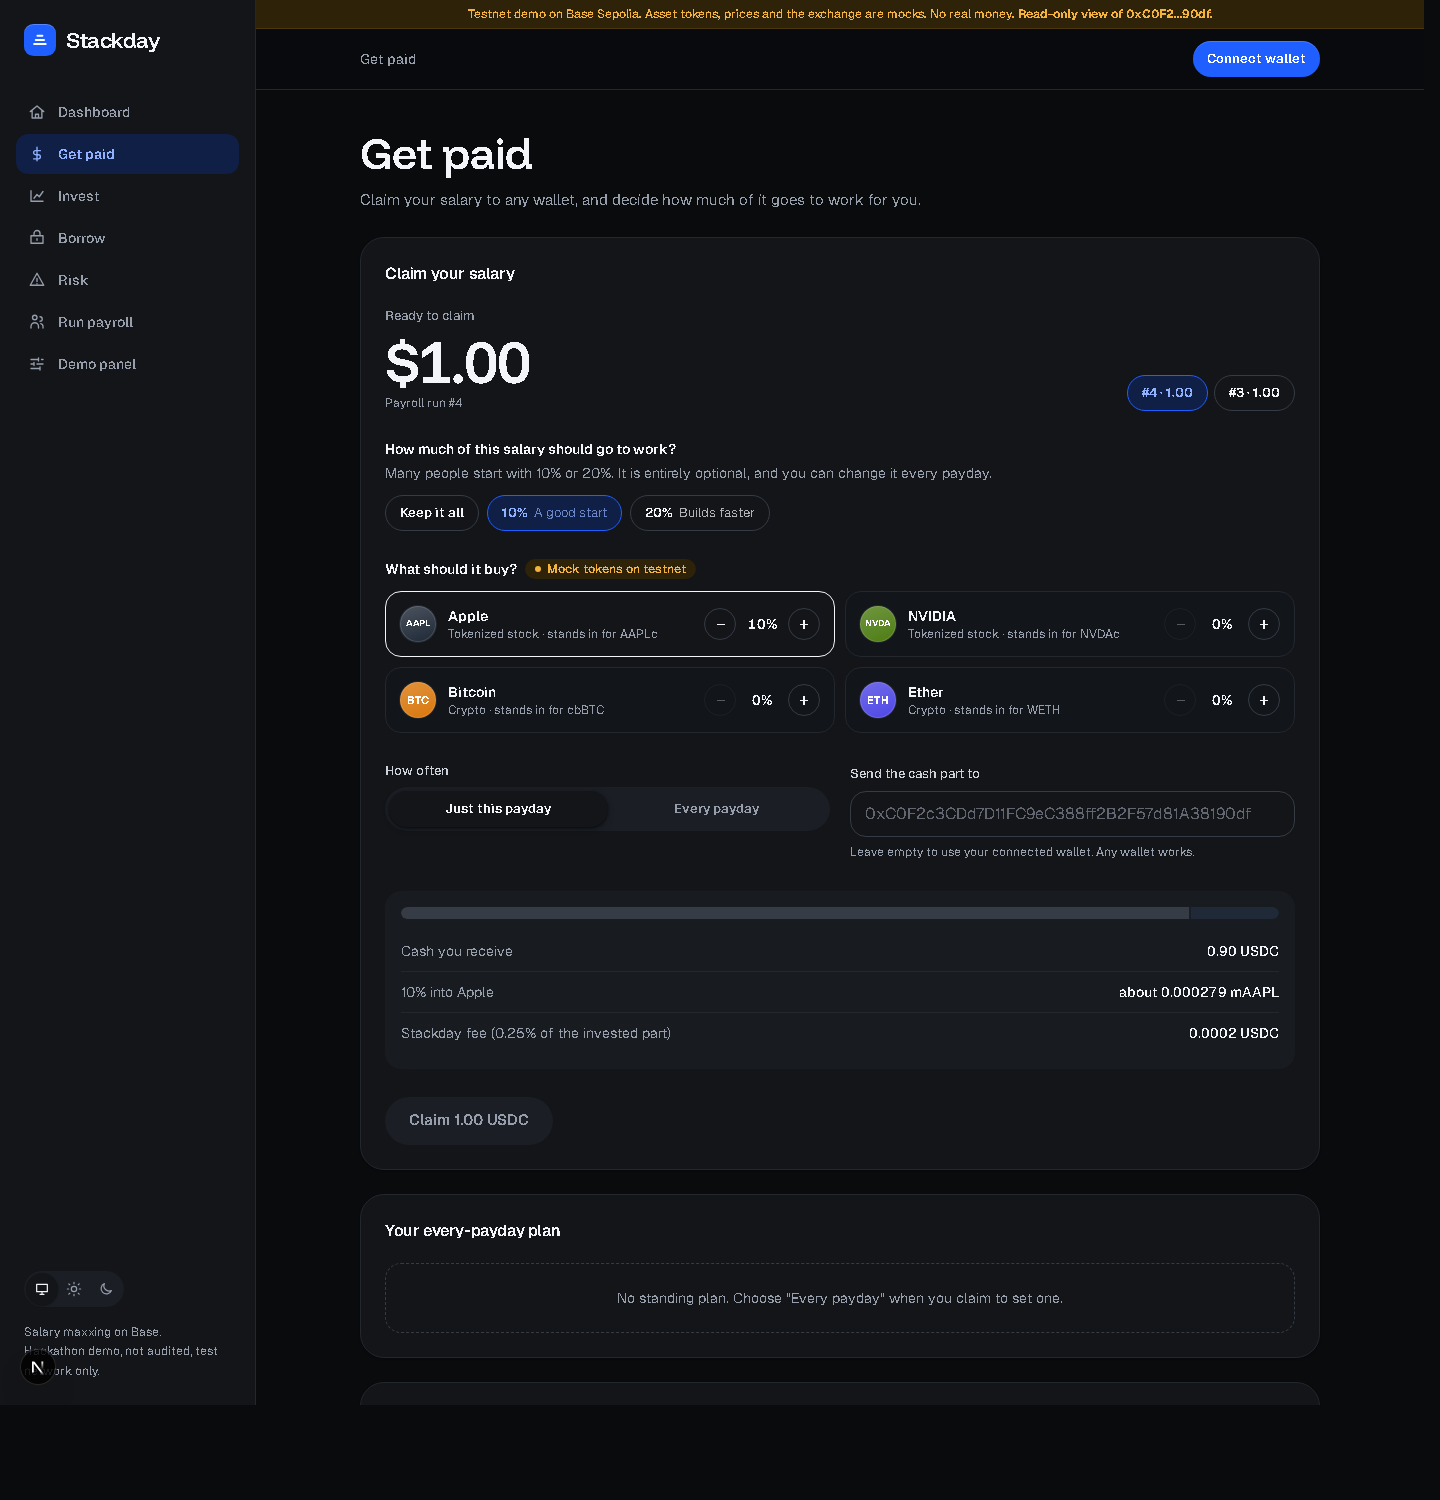 Stackday
Dashboard
Get paid
Invest
Borrow
Risk
Run payroll
Demo panel
Salary maxxing on Base.
Hackathon demo, not audited, test
only.
N
Testnet demo on Base Sepolia. Asset tokens, prices and the exchange are mocks. No real money. Read-only view of 0xC0F2…90df.
Get paid
Connect wallet
Get paid
Claim your salary to any wallet, and decide how much of it goes to work for you.
Claim your salary
Ready to claim
$1.00
Payroll run #4
#4 · 1.00
#3 · 1.00
How much of this salary should go to work?
Many people start with 10% or 20%. It is entirely optional, and you can change it every payday.
Keep it all
10% A good start
20% Builds faster
What should it buy?
Mock tokens on testnet
AAPL
Apple
Tokenized stock · stands in for AAPLc
− 10% +
NVDA
NVIDIA
Tokenized stock · stands in for NVDAc
− 0% +
BTC
Bitcoin
Crypto · stands in for cbBTC
− 0% +
ETH
Ether
Crypto · stands in for WETH
− 0% +
How often
Just this payday
Every payday
Send the cash part to
0xC0F2c3CDd7D11FC9eC388ff2B2F57d81A38190df
Leave empty to use your connected wallet. Any wallet works.
Cash you receive
0.90 USDC
10% into Apple
about 0.000279 mAAPL
Stackday fee (0.25% of the invested part)
0.0002 USDC
Claim 1.00 USDC
Your every-payday plan
No standing plan. Choose "Every payday" when you claim to set one.